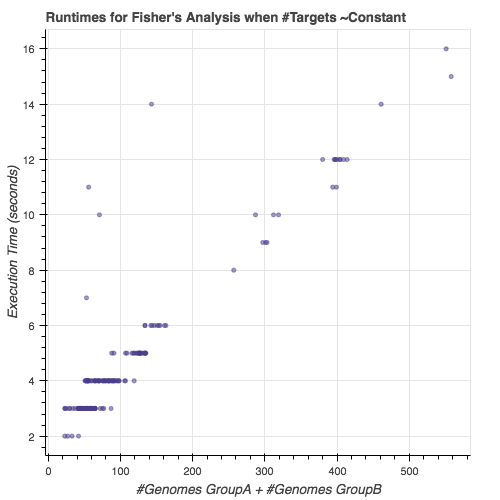 Runtimes for Fisher's Analysis when #Targets ~Constant
Execution Time (seconds)
16
14
12
10
8
6
4
2
0 100 200 300 400 500
#Genomes GroupA + #Genomes GroupB